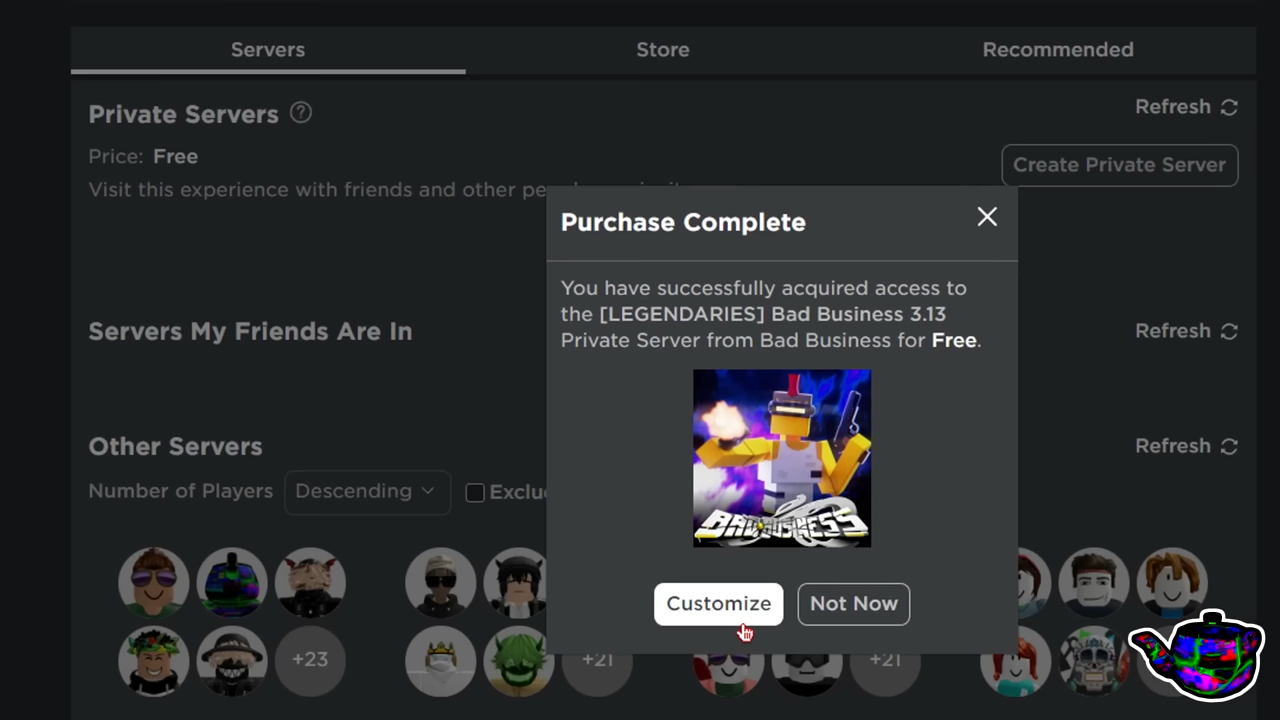 Servers
Store
Recommended
Private Servers ?
Refresh
Price: Free
Create Private Server
Visit this experience with friends and other
Purchase Complete
You have successfully acquired access to
the [LEGENDARIES] Bad Business 3.13
Private Server from Bad Business for Free.
BAD BUSINESS
Servers My Friends Are In
Refresh
Other Servers
Refresh
Number of Players
Descending
Customize
Not Now
+23
+21
+21